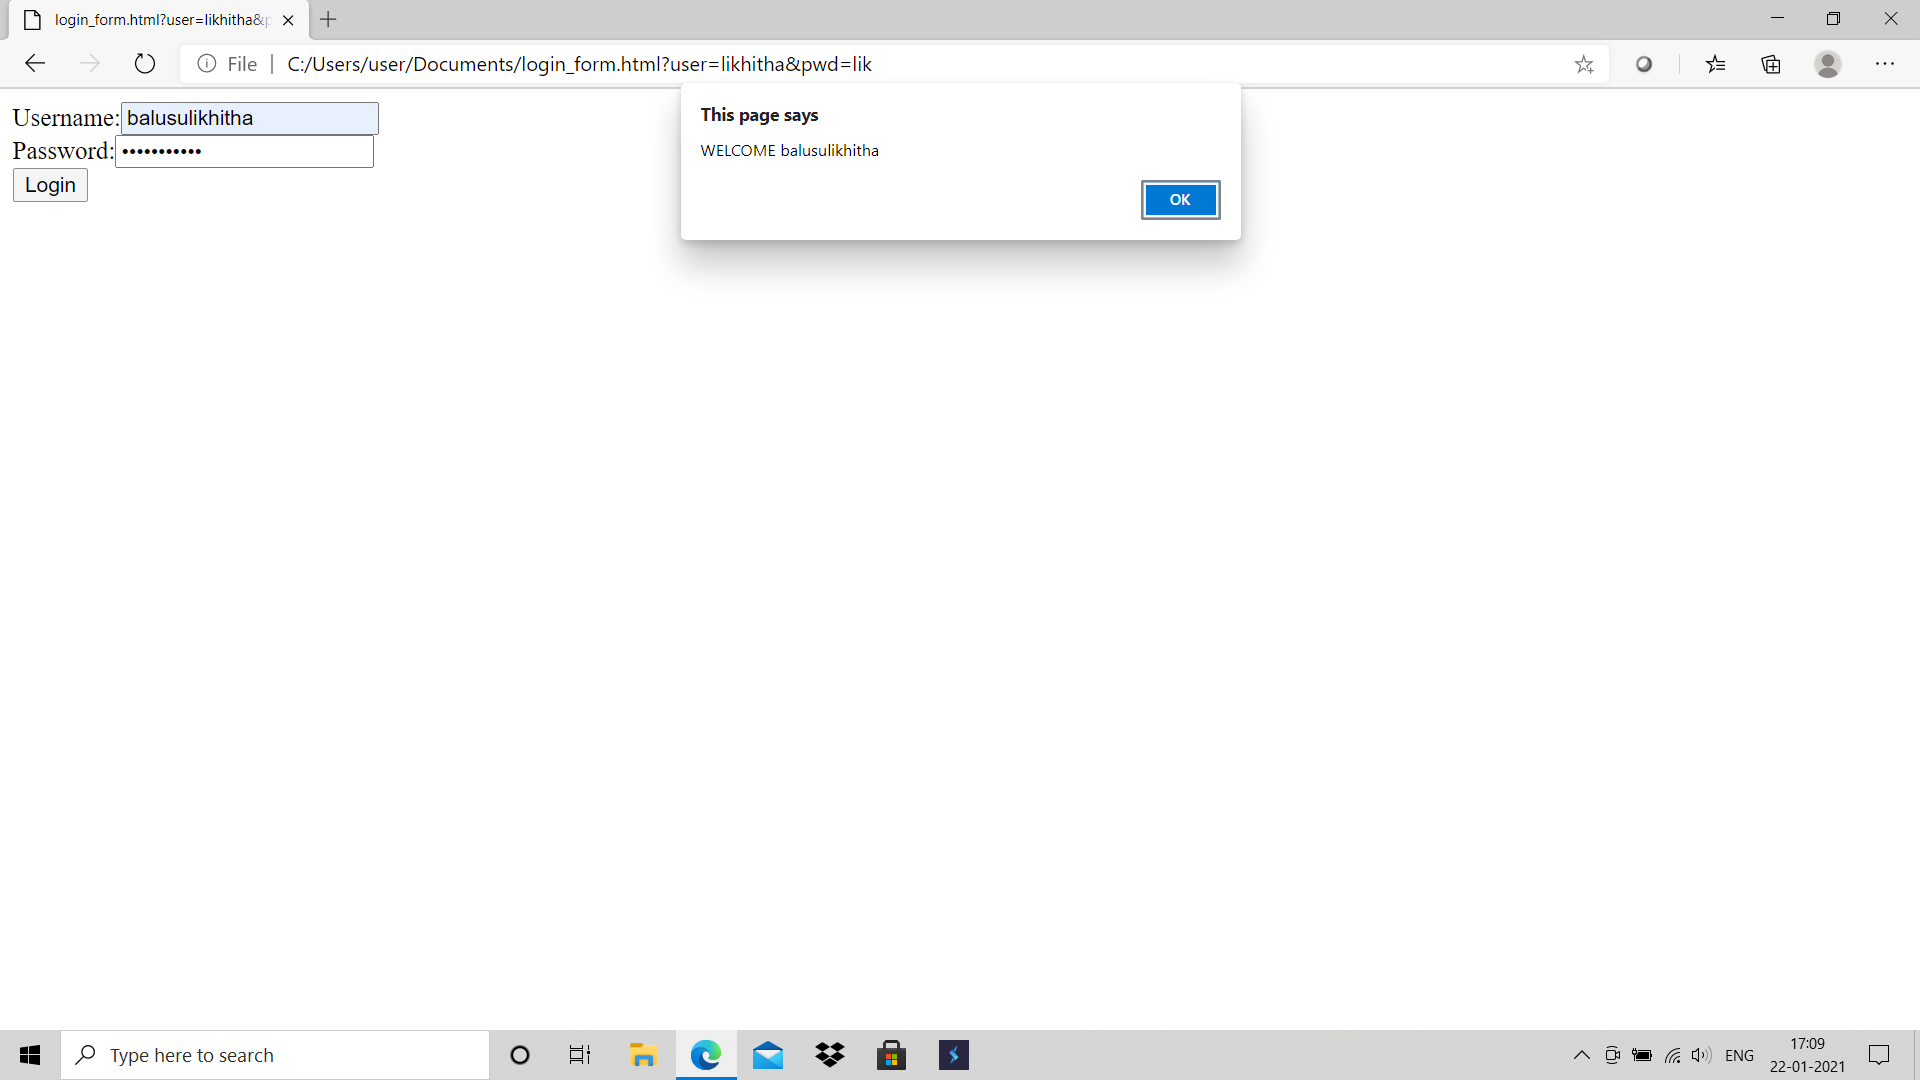 login_form.html?user=likhitha&p
File
C:/Users/user/Documents/login_form.html?user=likhitha&pwd=lik
Username: balusulikhitha
Password: •••••••••••
Login
This page says
WELCOME balusulikhitha
OK
Type here to search
ENG
17:09
22-01-2021